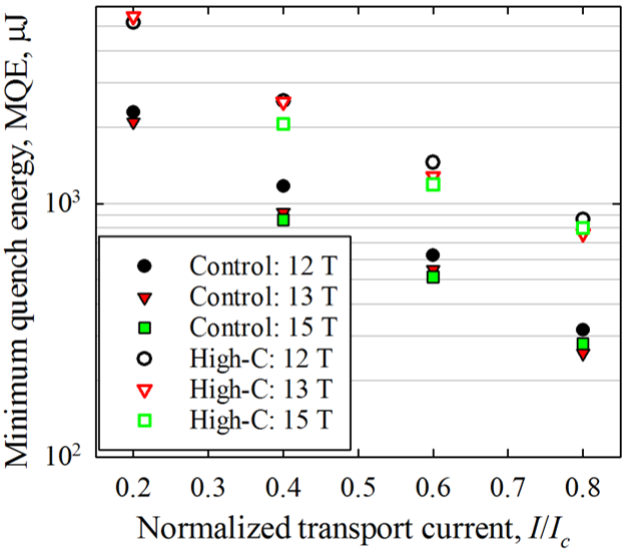 Minimum quench energy, MQE, μJ
10³
10²
Control: 12 T
Control: 13 T
Control: 15 T
High-C: 12 T
High-C: 13 T
High-C: 15 T
0.2 0.3 0.4 0.5 0.6 0.7 0.8
Normalized transport current, I/I_c